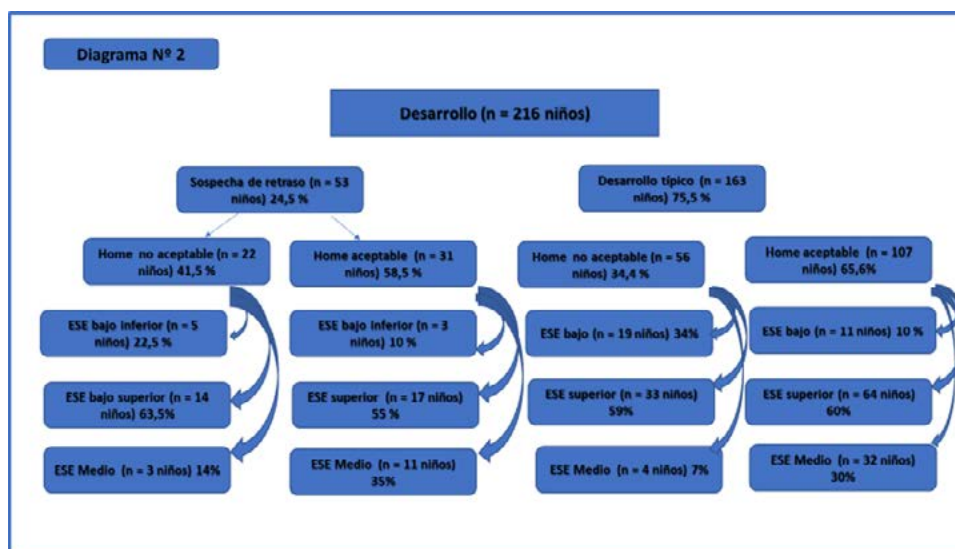 Diagrama Nº 2
Desarrollo (n = 216 niños)
Sospecha de retraso (n = 53
niños) 24,5 %
Desarrollo típico (n = 163
niños) 75,5 %
Home no aceptable (n = 22
niños) 41,5 %
Home aceptable (n = 31
niños) 58,5 %
Home no aceptable (n = 56
niños) 34,4 %
Home aceptable (n = 107
niños) 65,6%
ESE bajo inferior (n = 5
niños) 22,5 %
ESE bajo inferior (n = 3
niños) 10 %
ESE bajo (n = 19 niños) 34%
ESE bajo (n = 11 niños) 10 %
ESE bajo superior (n = 14
niños) 63,5%
ESE superior (n = 17 niños)
55 %
ESE superior (n = 33 niños)
59%
ESE superior (n = 64 niños)
60%
ESE Medio (n = 3 niños) 14%
ESE Medio (n = 11 niños)
35%
ESE Medio (n = 4 niños) 7%
ESE Medio (n = 32 niños)
30%